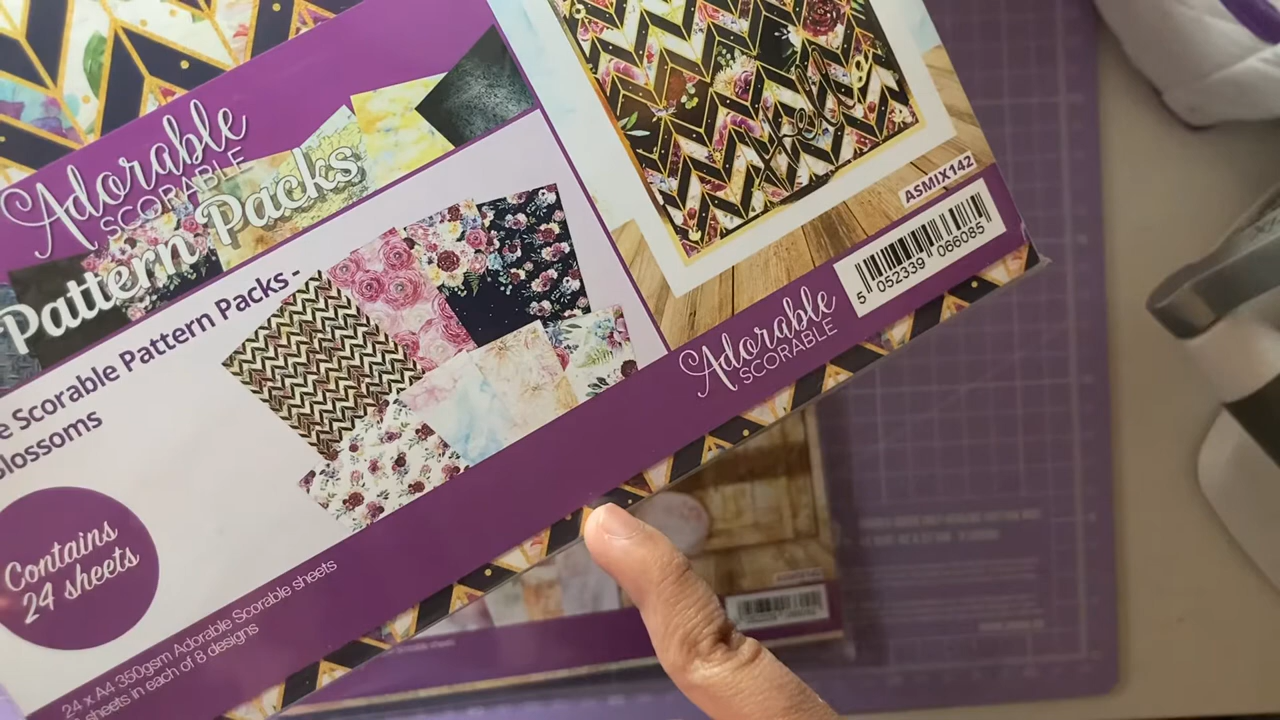 Adorable
SCORABLE
Pattern Packs
Scorable Pattern Packs -
lossoms
Contains
24 sheets
24 x A4 350gsm Adorable Scorable sheets
sheets in each of 8 designs
Hello
ASMIX142
5 052339 066085
Adorable
SCORABLE